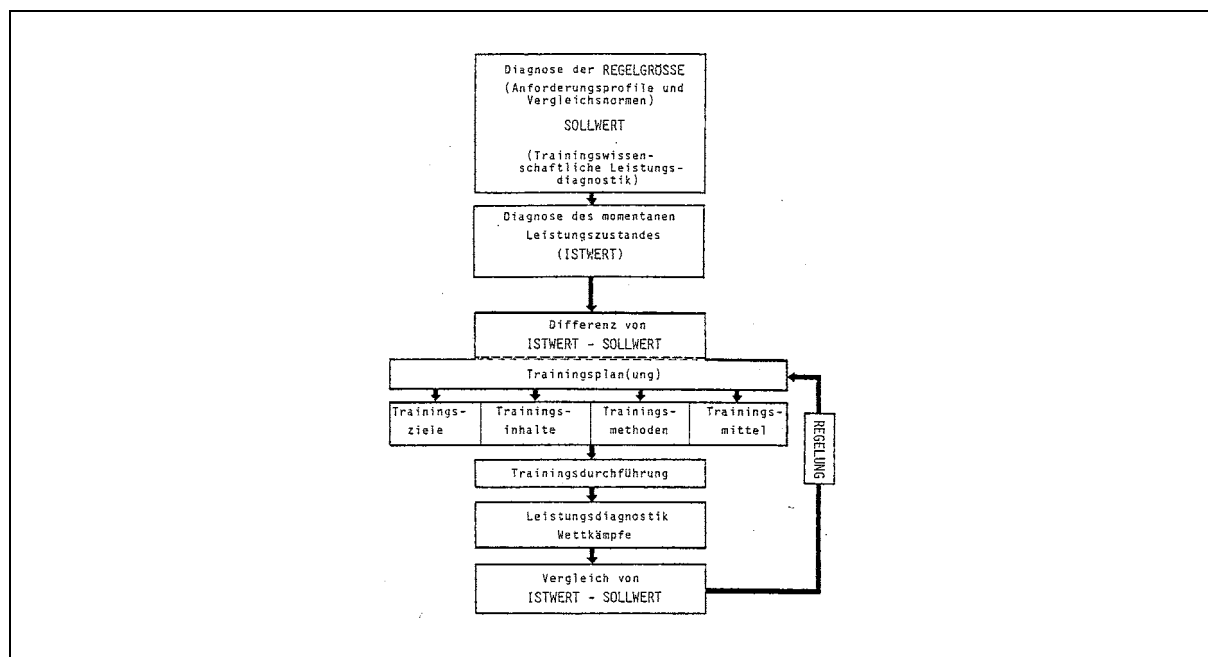 Diagnose der REGELGRÖSSE
(Anforderungsprofile und
Vergleichsnormen)
SOLLWERT
(Trainingswissen-
schaftliche Leistungs-
diagnostik)
Diagnose des momentanen
Leistungszustandes
(ISTWERT)
Differenz von
ISTWERT - SOLLWERT
Trainingsplan(ung)
Trainings-
ziele
Trainings-
inhalte
Trainings-
methoden
Trainings-
mittel
Trainingsdurchführung
Leistungsdiagnostik
Wettkämpfe
Vergleich von
ISTWERT - SOLLWERT
REGELUNG